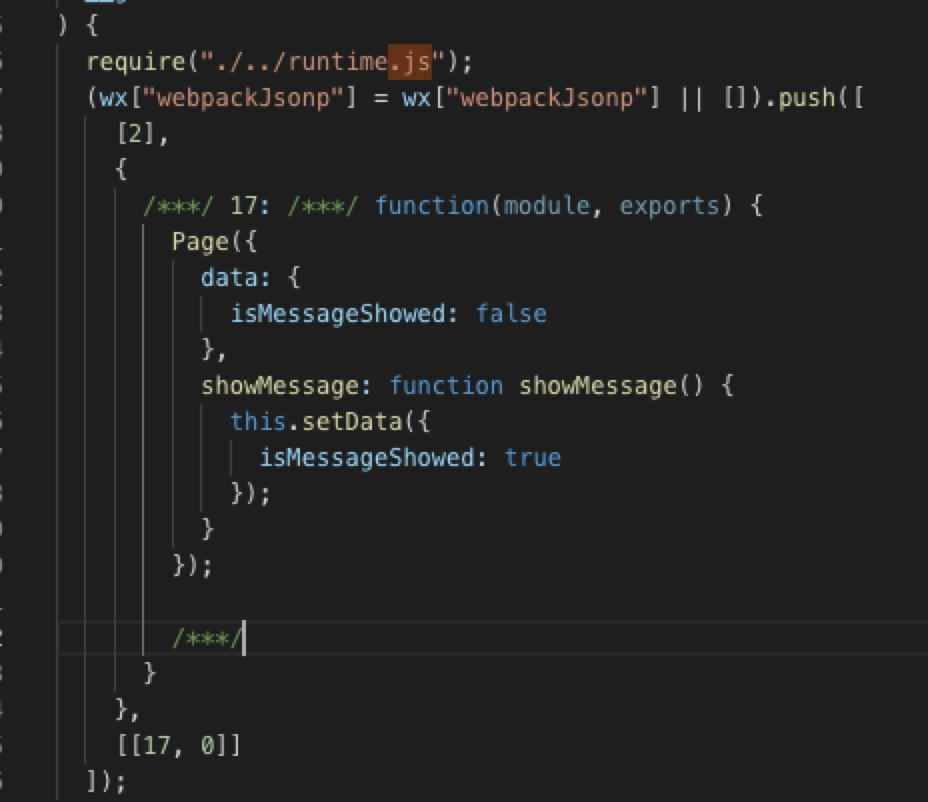 ) {
require("./../runtime.js");
(wx["webpackJsonp"] = wx["webpackJsonp"] || []).push([
[2],
{
/***/ 17: /***/ function(module, exports) {
Page({
data: {
isMessageShowed: false
},
showMessage: function showMessage() {
this.setData({
isMessageShowed: true
});
}
});
/***/
}
},
[[17, 0]]
]);